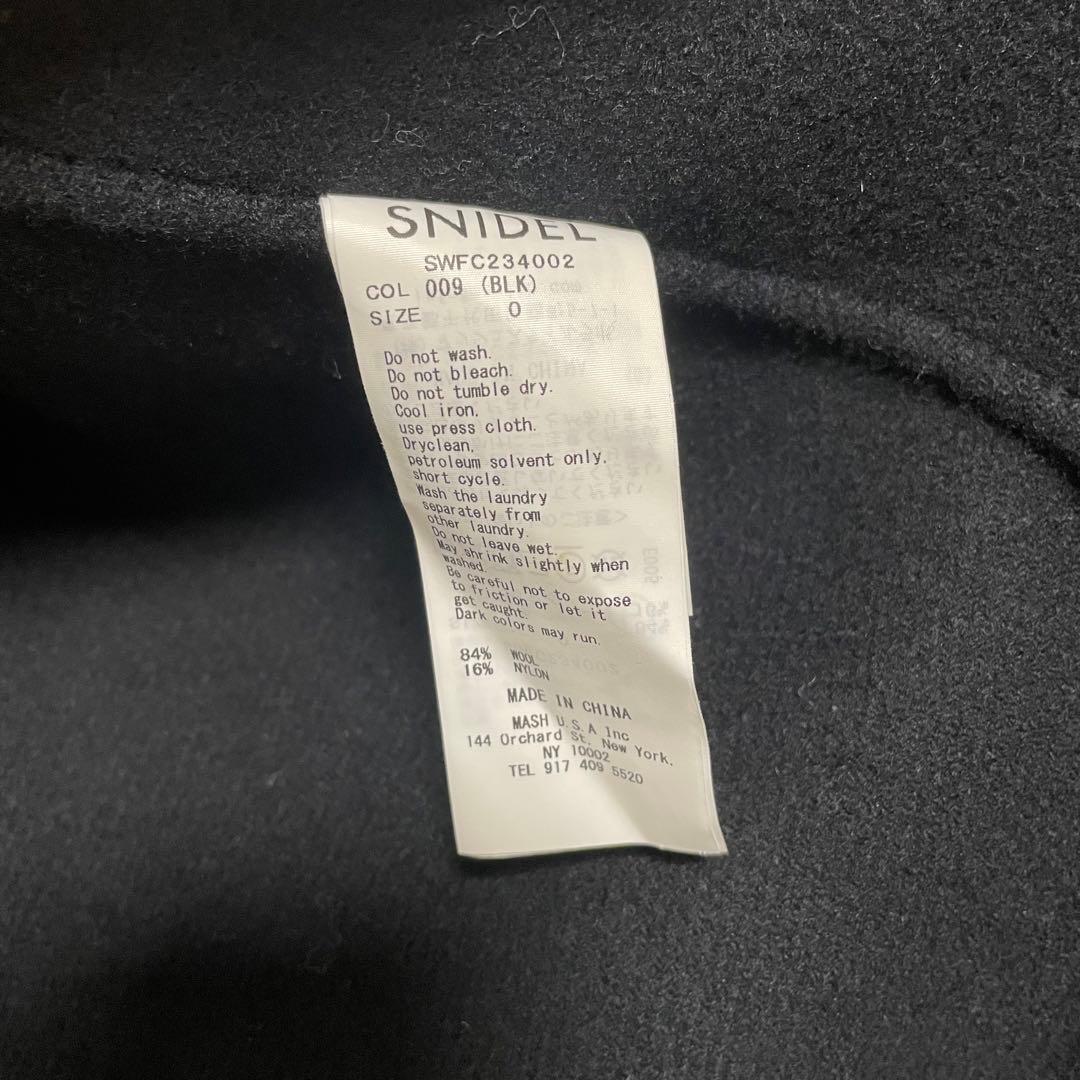 SNIDEL
SWFC234002
COL 009 (BLK)
SIZE 0
Do not wash.
Do not bleach.
Do not tumble dry.
Cool iron,
use press cloth.
Dryclean,
petroleum solvent only.
short cycle.
Wash the laundry
separately from
other laundry.
Do not leave wet.
May shrink slightly when
washed.
Be careful not to expose
to friction or let it
get caught.
Dark colors may run.
84% WOOL
16% NYLON
MADE IN CHINA
MASH U.S.A Inc
144 Orchard St. New York.
NY 10002
TEL 917 409 5520